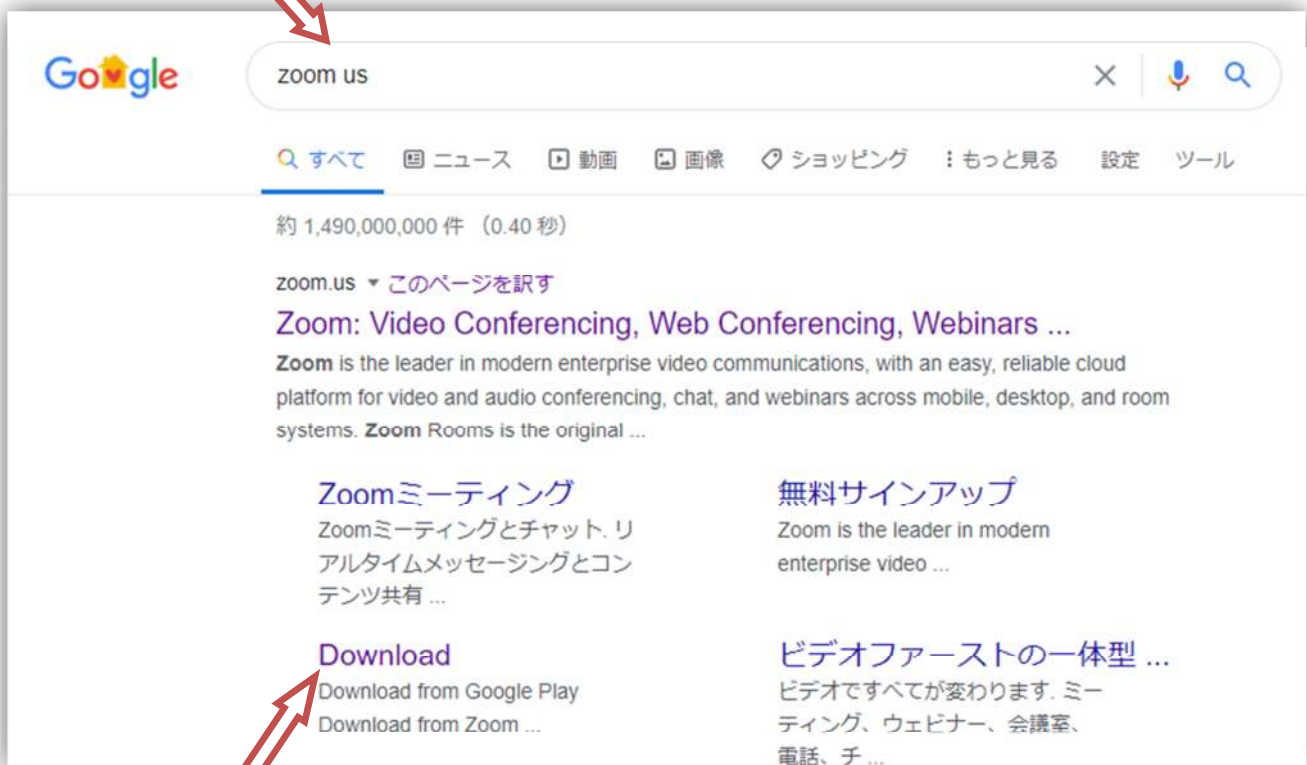 Google
zoom us
すべて ニュース 動画 画像 ショッピング もっと見る 設定 ツール
約 1,490,000,000 件 （0.40 秒）
zoom.us ▼ このページを訳す
Zoom: Video Conferencing, Web Conferencing, Webinars ...
Zoom is the leader in modern enterprise video communications, with an easy, reliable cloud
platform for video and audio conferencing, chat, and webinars across mobile, desktop, and room
systems. Zoom Rooms is the original ...
Zoomミーティング
Zoomミーティングとチャット. リ
アルタイムメッセージングとコン
テンツ共有 ...
無料サインアップ
Zoom is the leader in modern
enterprise video ...
Download
Download from Google Play
Download from Zoom ...
ビデオファーストの一体型 ...
ビデオですべてが変わります. ミー
ティング、ウェビナー、会議室、
電話、チ ...